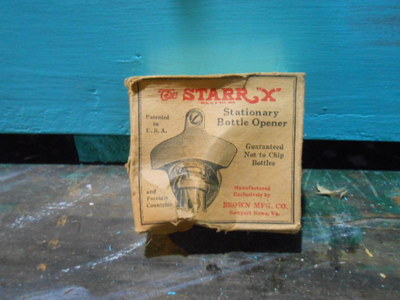 The STARR "X"
Stationary
Bottle Opener
Patented
in
U.S.A.
Guaranteed
Not to Chip
Bottles
and
Foreign
Countries
Manufactured
Exclusively by
BROWN MFG. CO.
Newport News, Va.